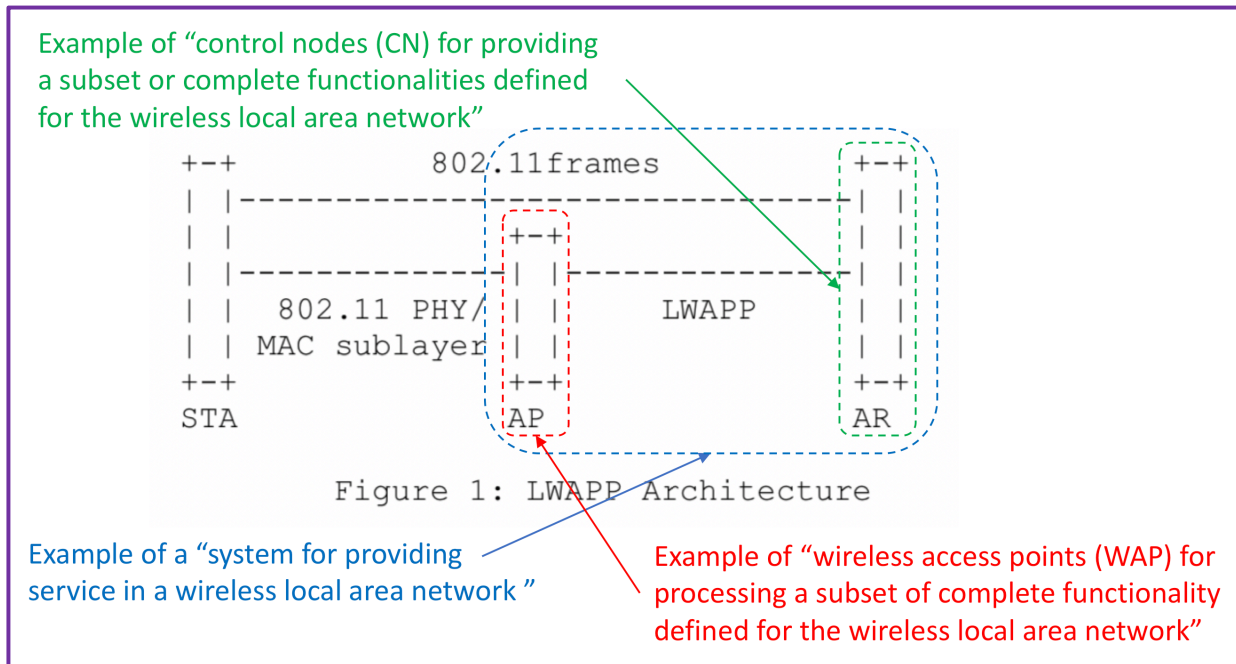 Example of “control nodes (CN) for providing
a subset or complete functionalities defined
for the wireless local area network”
+-+ 802.11frames +-+
| |--------------------------------| |
| | +-+ | |
| |--------------| |--------------| |
| | 802.11 PHY/ | | LWAPP | |
| | MAC sublayer | | | |
+-+ +-+ +-+
STA AP AR
Figure 1: LWAPP Architecture
Example of a “system for providing
service in a wireless local area network ”
Example of “wireless access points (WAP) for
processing a subset of complete functionality
defined for the wireless local area network”